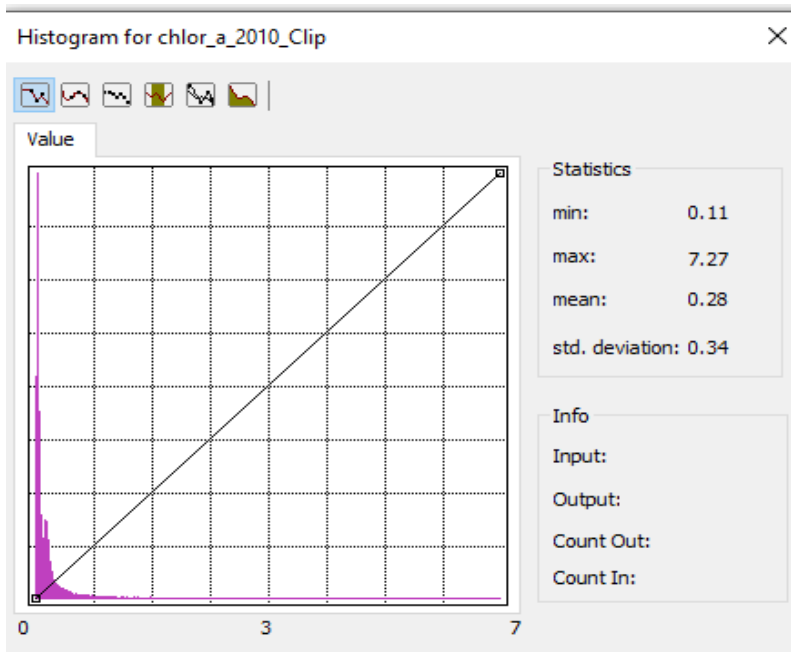 Histogram for chlor_a_2010_Clip
Value
Statistics
min: 0.11
max: 7.27
mean: 0.28
std. deviation: 0.34
Info
Input:
Output:
Count Out:
Count In:
0 3 7